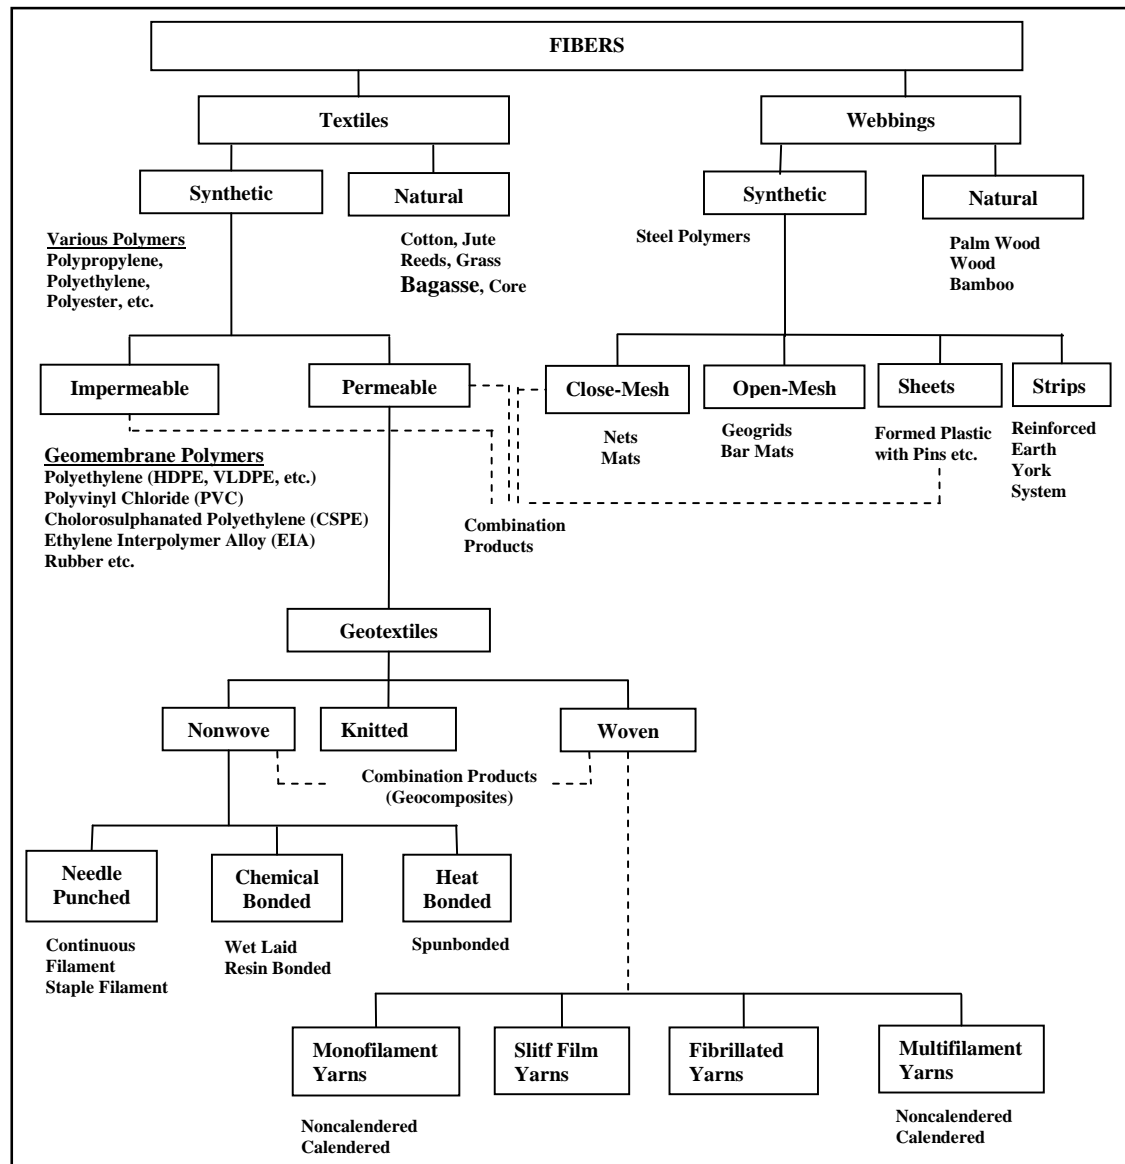 FIBERS
Textiles
Webbings
Synthetic
Natural
Synthetic
Natural
Various Polymers
Polypropylene,
Polyethylene,
Polyester, etc.
Cotton, Jute
Reeds, Grass
Bagasse, Core
Steel Polymers
Palm Wood
Wood
Bamboo
Impermeable
Permeable
Close-Mesh
Open-Mesh
Sheets
Strips
Geomembrane Polymers
Polyethylene (HDPE, VLDPE, etc.)
Polyvinyl Chloride (PVC)
Cholorosulphanated Polyethylene (CSPE)
Ethylene Interpolymer Alloy (EIA)
Rubber etc.
Combination
Products
Nets
Mats
Geogrids
Bar Mats
Formed Plastic
with Pins etc.
Reinforced
Earth
York
System
Geotextiles
Nonwove
Knitted
Woven
Combination Products
(Geocomposites)
Needle
Punched
Chemical
Bonded
Heat
Bonded
Continuous
Filament
Staple Filament
Wet Laid
Resin Bonded
Spunbonded
Monofilament
Yarns
Slitf Film
Yarns
Fibrillated
Yarns
Multifilament
Yarns
Noncalendered
Calendered
Noncalendered
Calendered